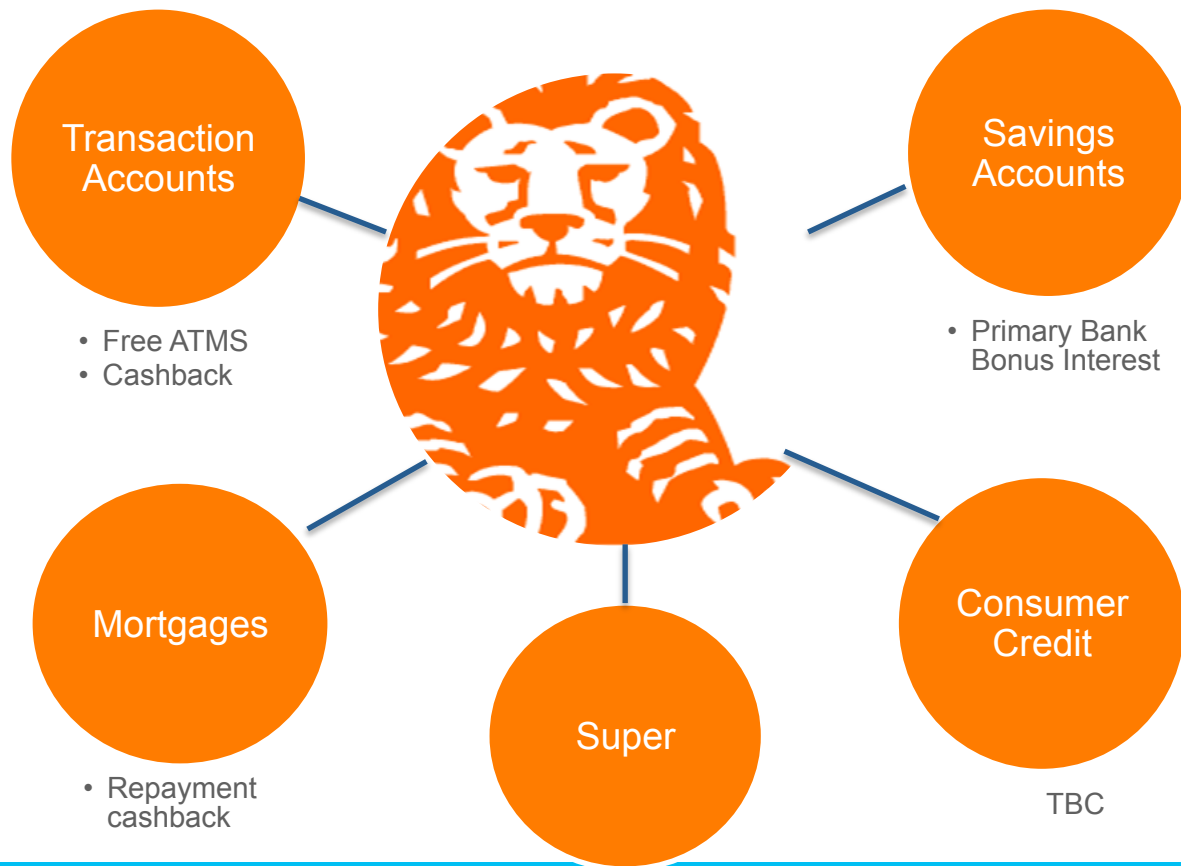 Transaction
Accounts
• Free ATMS
• Cashback
Savings
Accounts
• Primary Bank
Bonus Interest
Mortgages
• Repayment
cashback
Super
Consumer
Credit
TBC